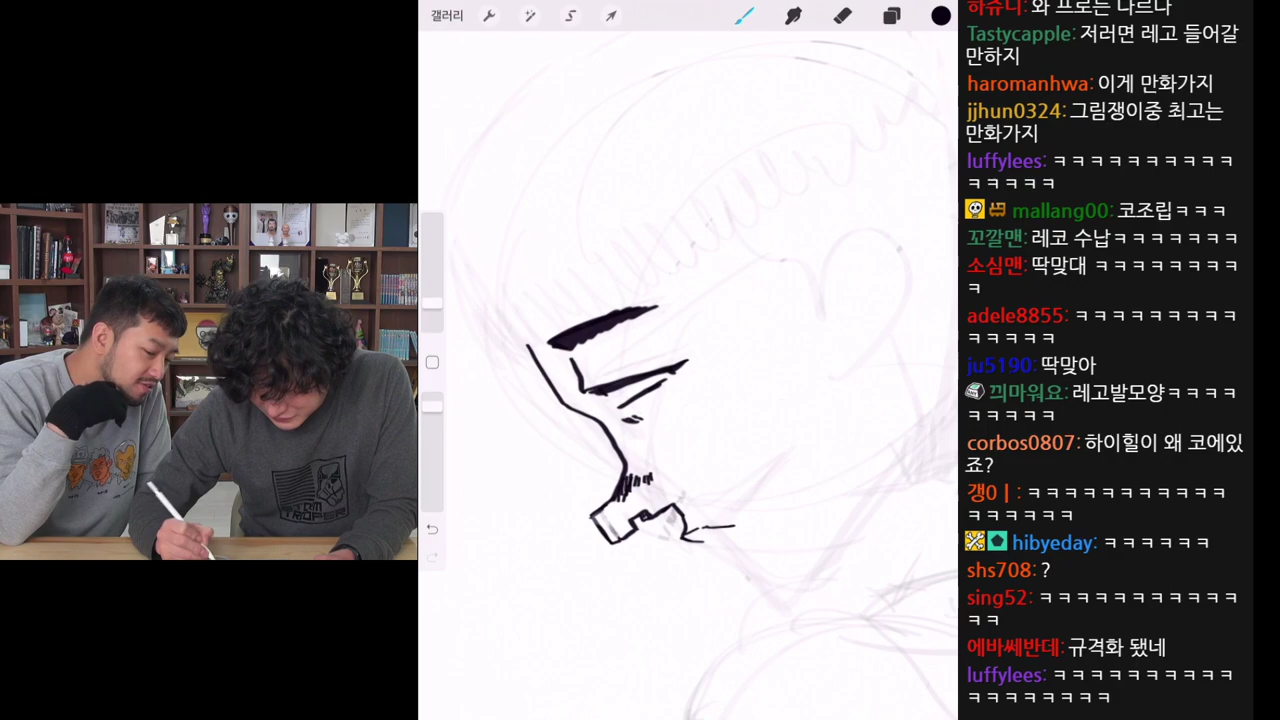 갤러리
하쥬니: 와 프로는 다르다
Tastycapple: 저러면 레고 들어갈
만하지
haromanhwa: 이게 만화가지
jjhun0324: 그림쟁이중 최고는
만화가지
luffylees: ㅋㅋㅋㅋㅋㅋㅋㅋㅋㅋ
ㅋㅋㅋㅋㅋ
mallang00: 코조립ㅋㅋㅋ
꼬깔맨: 레코 수납ㅋㅋㅋㅋㅋㅋㅋ
소심맨: 딱맞대 ㅋㅋㅋㅋㅋㅋㅋㅋ
ㅋ
adele8855: ㅋㅋㅋㅋㅋㅋㅋㅋㅋ
ㅋㅋㅋㅋㅋ
ju5190: 딱맞아
끠마워요: 레고발모양ㅋㅋㅋㅋ
ㅋㅋㅋㅋㅋ
corbos0807: 하이힐이 왜 코에있
죠?
갱0ㅣ: ㅋㅋㅋㅋㅋㅋㅋㅋㅋㅋㅋ
ㅋㅋㅋㅋㅋㅋ
hibyeday: ㅋㅋㅋㅋㅋㅋ
shs708: ?
sing52: ㅋㅋㅋㅋㅋㅋㅋㅋㅋㅋㅋ
ㅋㅋ
에바쎄반데: 규격화 됐네
luffylees: ㅋㅋㅋㅋㅋㅋㅋㅋㅋㅋ
ㅋㅋㅋㅋㅋㅋㅋㅋ
TROOPER